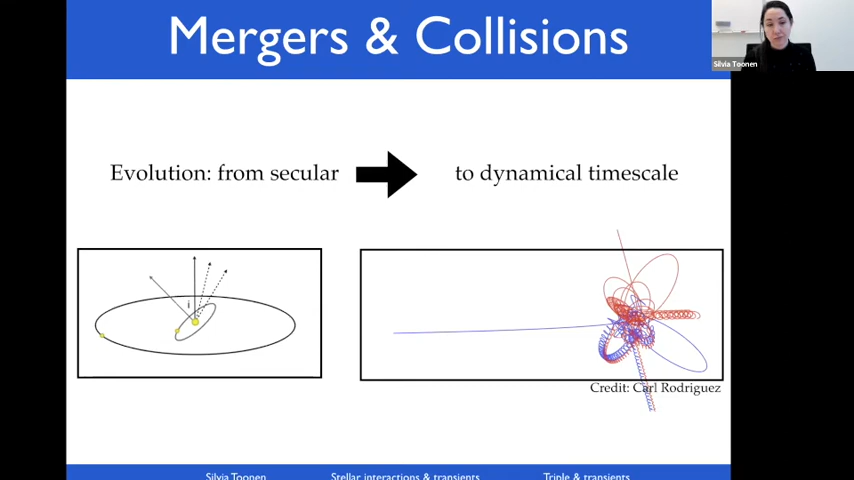 Mergers & Collisions
Silvia Toonen
Evolution: from secular
to dynamical timescale
i
Credit: Carl Rodriguez
Silvia Toonen
Stellar interactions & transients
Triple & transients